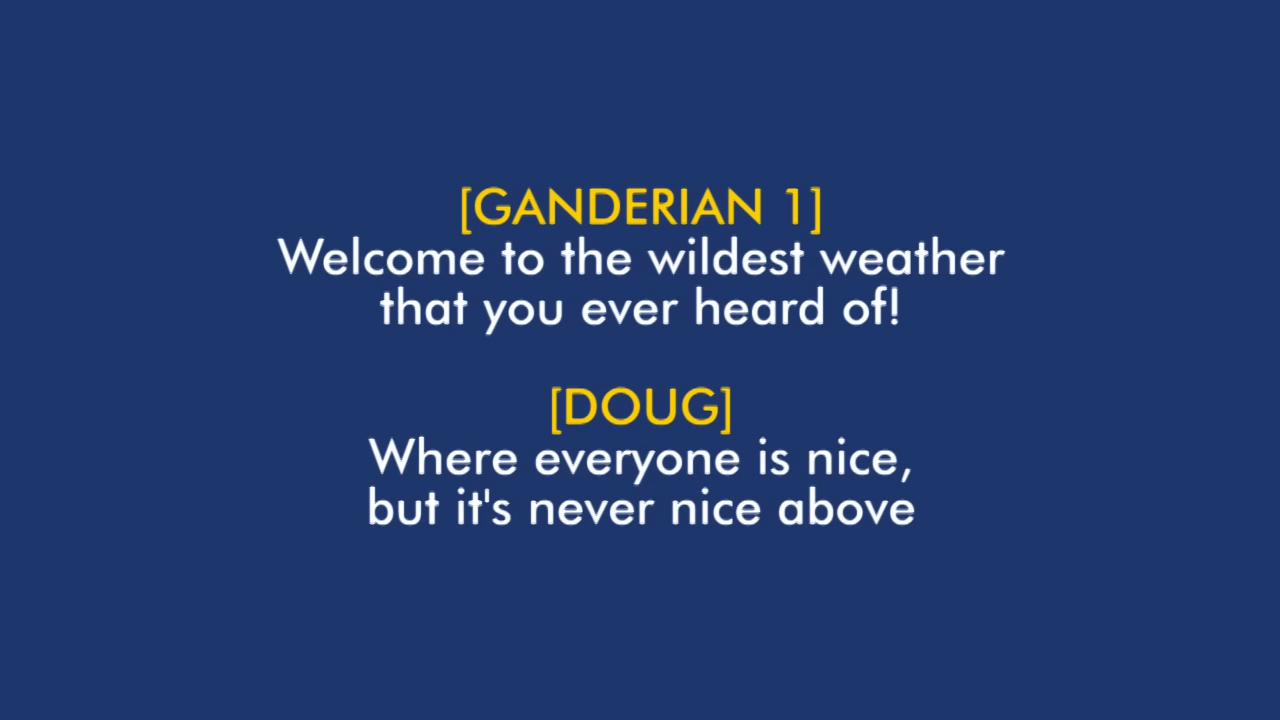 [GANDERIAN 1]
Welcome to the wildest weather
that you ever heard of!
[DOUG]
Where everyone is nice,
but it's never nice above